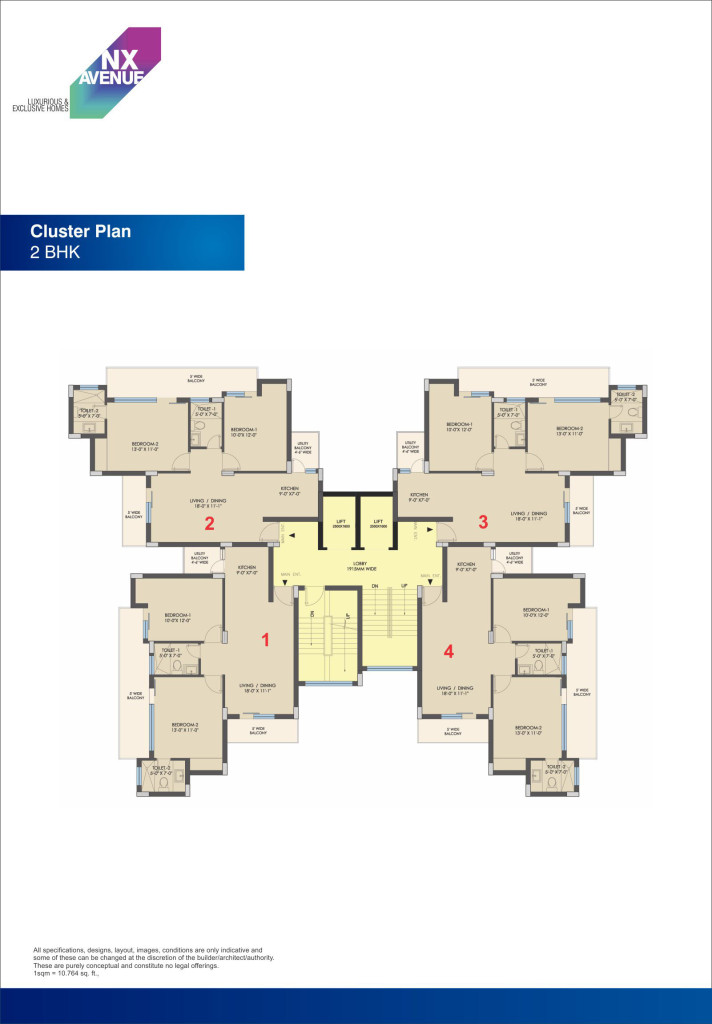 NX
AVENUE
LUXURIOUS &
EXCLUSIVE HOMES
Cluster Plan
2 BHK
5' WIDE
BALCONY
TOILET-2
5'-0" X 7'-0"
TOILET -1
5'-0" X 7'-0"
BEDROOM-1
10'-0"X 12'-0"
BEDROOM-2
13'-0" X 11'-0"
UTILITY
BALCONY
4'-6" WIDE
KITCHEN
9'-0" X7'-0"
LIVING / DINING
18'-0" X 11'-1"
2
5' WIDE
BALCONY
5' WIDE
BALCONY
BEDROOM-1
10'-0"X 12'-0"
TOILET -1
5'-0" X 7'-0"
BEDROOM-2
13'-0" X 11'-0"
TOILET-2
5'-0" X 7'-0"
UTILITY
BALCONY
4'-6" WIDE
KITCHEN
9'-0" X7'-0"
LIVING / DINING
18'-0" X 11'-1"
3
5' WIDE
BALCONY
LIFT
LIFT
LOBBY
1915MM WIDE
MAIN ENT.
MAIN ENT.
DN
UP
DN
UP
UTILITY
BALCONY
4'-6" WIDE
KITCHEN
9'-0" X7'-0"
BEDROOM-1
10'-0"X 12'-0"
1
TOILET -1
5'-0" X 7'-0"
LIVING / DINING
18'-0" X 11'-1"
5' WIDE
BALCONY
BEDROOM-2
13'-0" X 11'-0"
5' WIDE
BALCONY
TOILET-2
5'-0" X 7'-0"
KITCHEN
9'-0" X7'-0"
UTILITY
BALCONY
4'-6" WIDE
BEDROOM-1
10'-0"X 12'-0"
4
TOILET -1
5'-0" X 7'-0"
LIVING / DINING
18'-0" X 11'-1"
5' WIDE
BALCONY
BEDROOM-2
13'-0" X 11'-0"
5' WIDE
BALCONY
TOILET-2
5'-0" X 7'-0"
All specifications, designs, layout, images, conditions are only indicative and
some of these can be changed at the discretion of the builder/architect/authority.
These are purely conceptual and constitute no legal offerings.
1sqm = 10.764 sq. ft.,